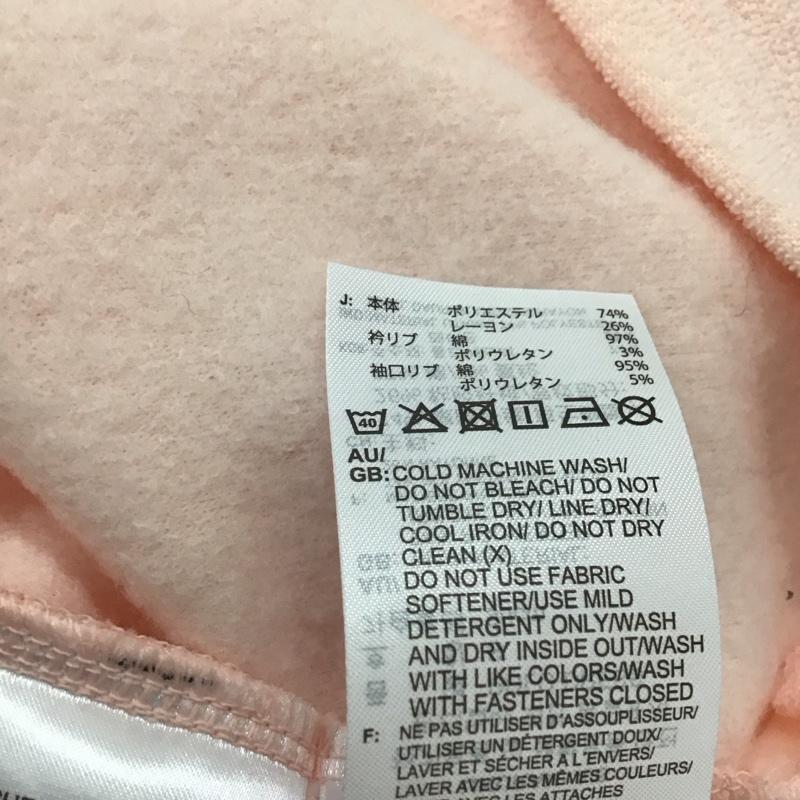 J: 本体 ポリエステル 74%
レーヨン 26%
衿リブ 綿 97%
ポリウレタン 3%
袖口リブ 綿 95%
ポリウレタン 5%
40
AU/
GB: COLD MACHINE WASH/
DO NOT BLEACH/ DO NOT
TUMBLE DRY/ LINE DRY/
COOL IRON/ DO NOT DRY
CLEAN (X)
DO NOT USE FABRIC
SOFTENER/USE MILD
DETERGENT ONLY/WASH
AND DRY INSIDE OUT/WASH
WITH LIKE COLORS/WASH
WITH FASTENERS CLOSED
F: NE PAS UTILISER D'ASSOUPLISSEUR/
UTILISER UN DÉTERGENT DOUX/
LAVER ET SÉCHER A L'ENVERS/
LAVER AVEC LES MÊMES COULEURS/
LAVER AVEC LES ATTACHES